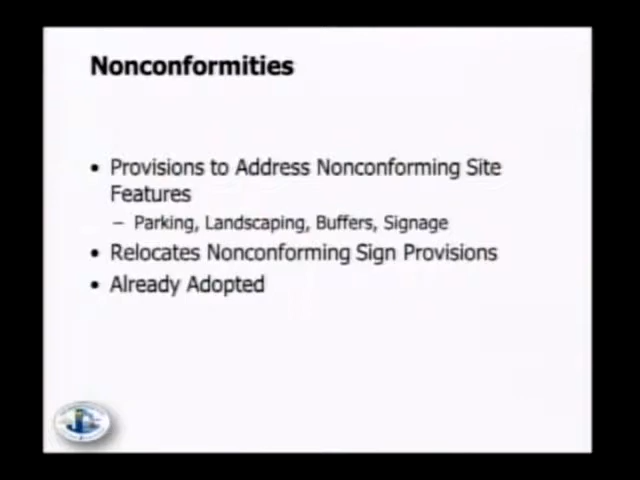 Nonconformities
• Provisions to Address Nonconforming Site
Features
– Parking, Landscaping, Buffers, Signage
• Relocates Nonconforming Sign Provisions
• Already Adopted